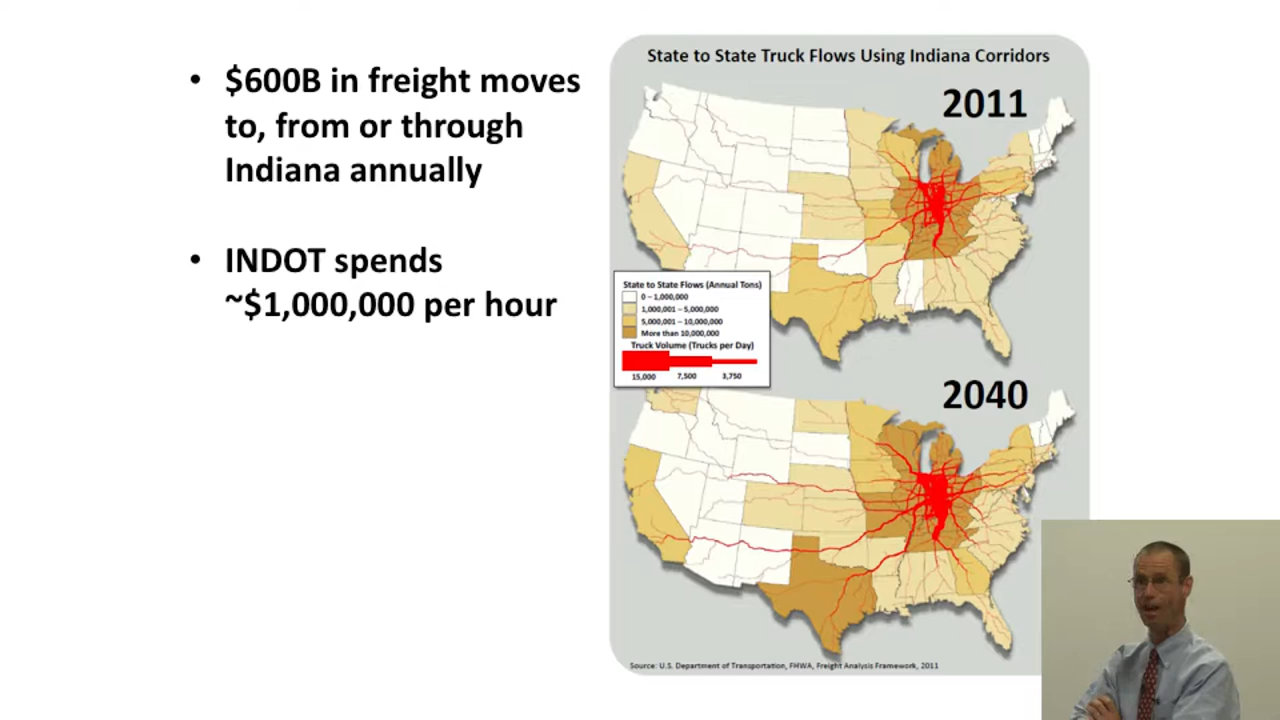 • $600B in freight moves
to, from or through
Indiana annually
• INDOT spends
~$1,000,000 per hour
State to State Truck Flows Using Indiana Corridors
2011
State to State Flows (Annual Tons)
0 – 1,000,000
1,000,001 – 5,000,000
5,000,001 – 10,000,000
More than 10,000,000
Truck Volume (Trucks per Day)
15,000 7,500 3,750
2040
Source: U.S. Department of Transportation, FHWA, Freight Analysis Framework, 2011